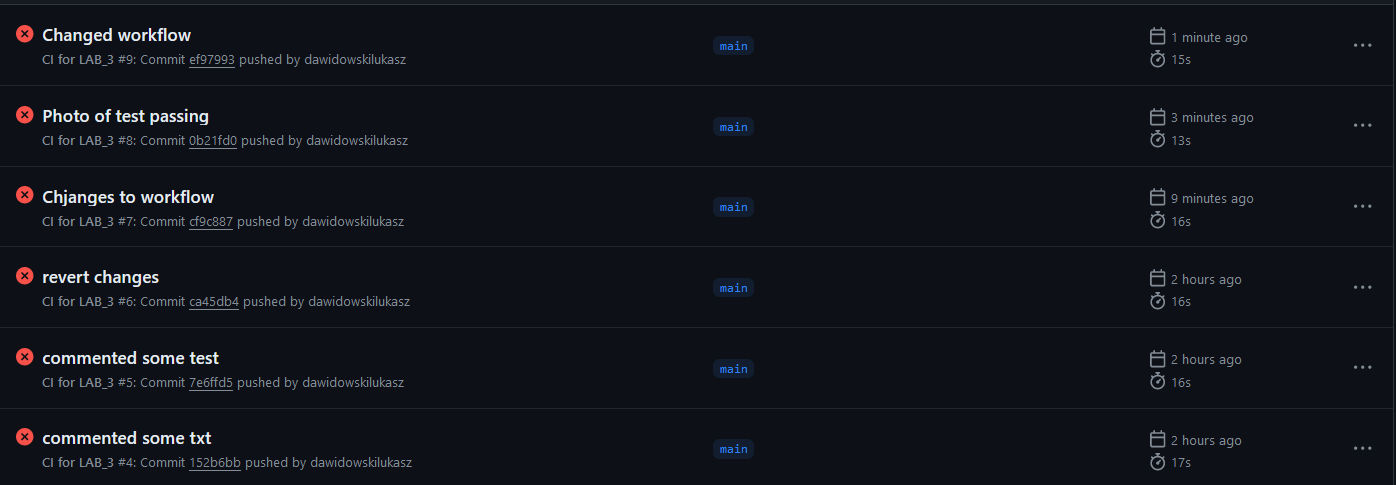 Changed workflow
CI for LAB_3 #9: Commit ef97993 pushed by dawidowskilukasz
main
1 minute ago
15s
Photo of test passing
CI for LAB_3 #8: Commit 0b21fd0 pushed by dawidowskilukasz
main
3 minutes ago
13s
Chjanges to workflow
CI for LAB_3 #7: Commit cf9c887 pushed by dawidowskilukasz
main
9 minutes ago
16s
revert changes
CI for LAB_3 #6: Commit ca45db4 pushed by dawidowskilukasz
main
2 hours ago
16s
commented some test
CI for LAB_3 #5: Commit 7e6ffd5 pushed by dawidowskilukasz
main
2 hours ago
16s
commented some txt
CI for LAB_3 #4: Commit 152b6bb pushed by dawidowskilukasz
main
2 hours ago
17s